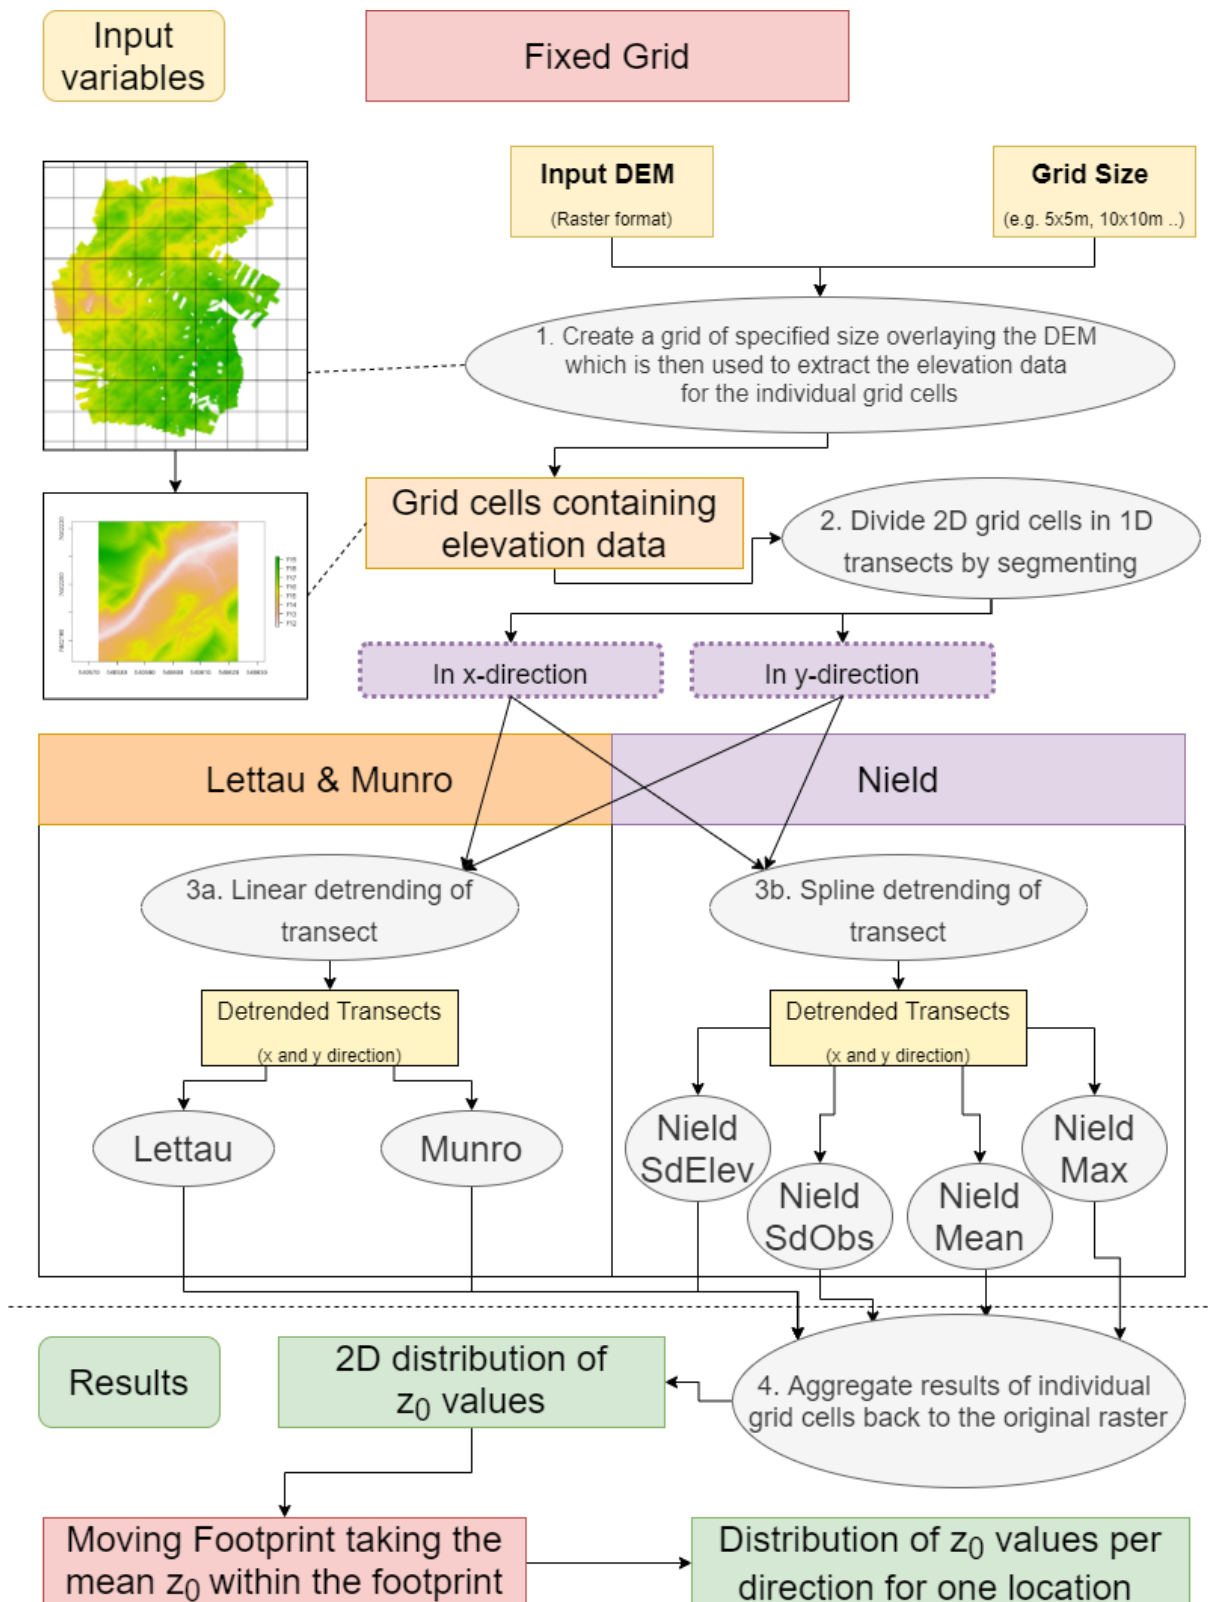 Input
variables
Fixed Grid
Input DEM
(Raster format)
Grid Size
(e.g. 5x5m, 10x10m ..)
1. Create a grid of specified size overlaying the DEM
which is then used to extract the elevation data
for the individual grid cells
Grid cells containing
elevation data
2. Divide 2D grid cells in 1D
transects by segmenting
In x-direction
In y-direction
Lettau & Munro
Nield
3a. Linear detrending of
transect
3b. Spline detrending of
transect
Detrended Transects
(x and y direction)
Detrended Transects
(x and y direction)
Lettau
Munro
Nield
SdElev
Nield
SdObs
Nield
Mean
Nield
Max
Results
2D distribution of
z0 values
4. Aggregate results of individual
grid cells back to the original raster
Moving Footprint taking the
mean z0 within the footprint
Distribution of z0 values per
direction for one location